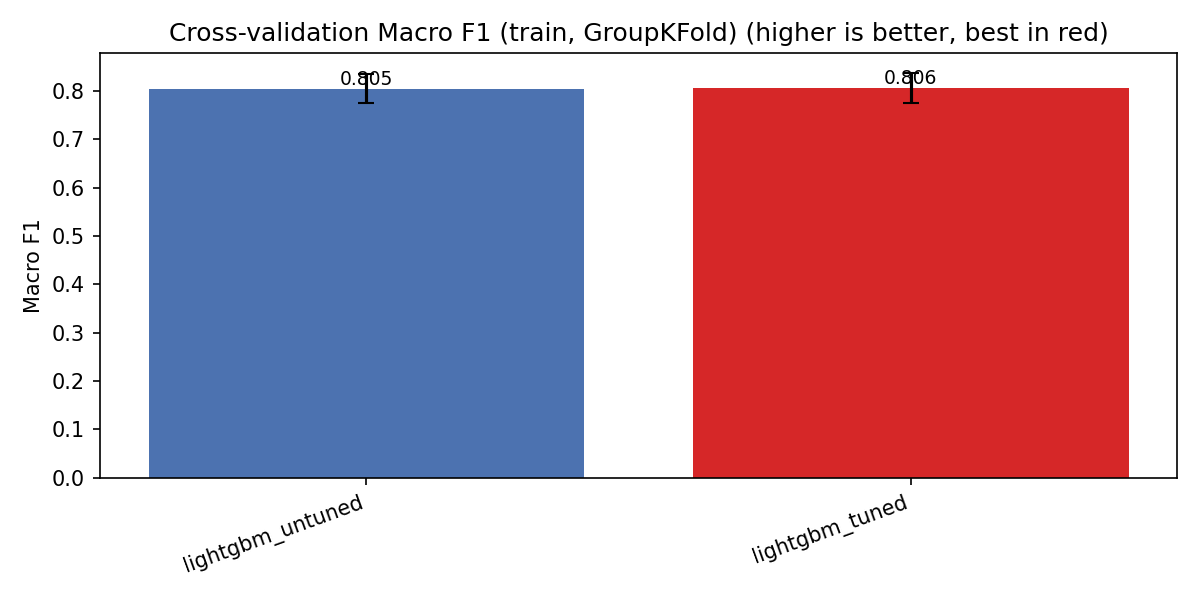 Cross-validation Macro F1 (train, GroupKFold) (higher is better, best in red)
Macro F1
0.8
0.7
0.6
0.5
0.4
0.3
0.2
0.1
0.0
0.805
0.806
lightgbm_untuned
lightgbm_tuned